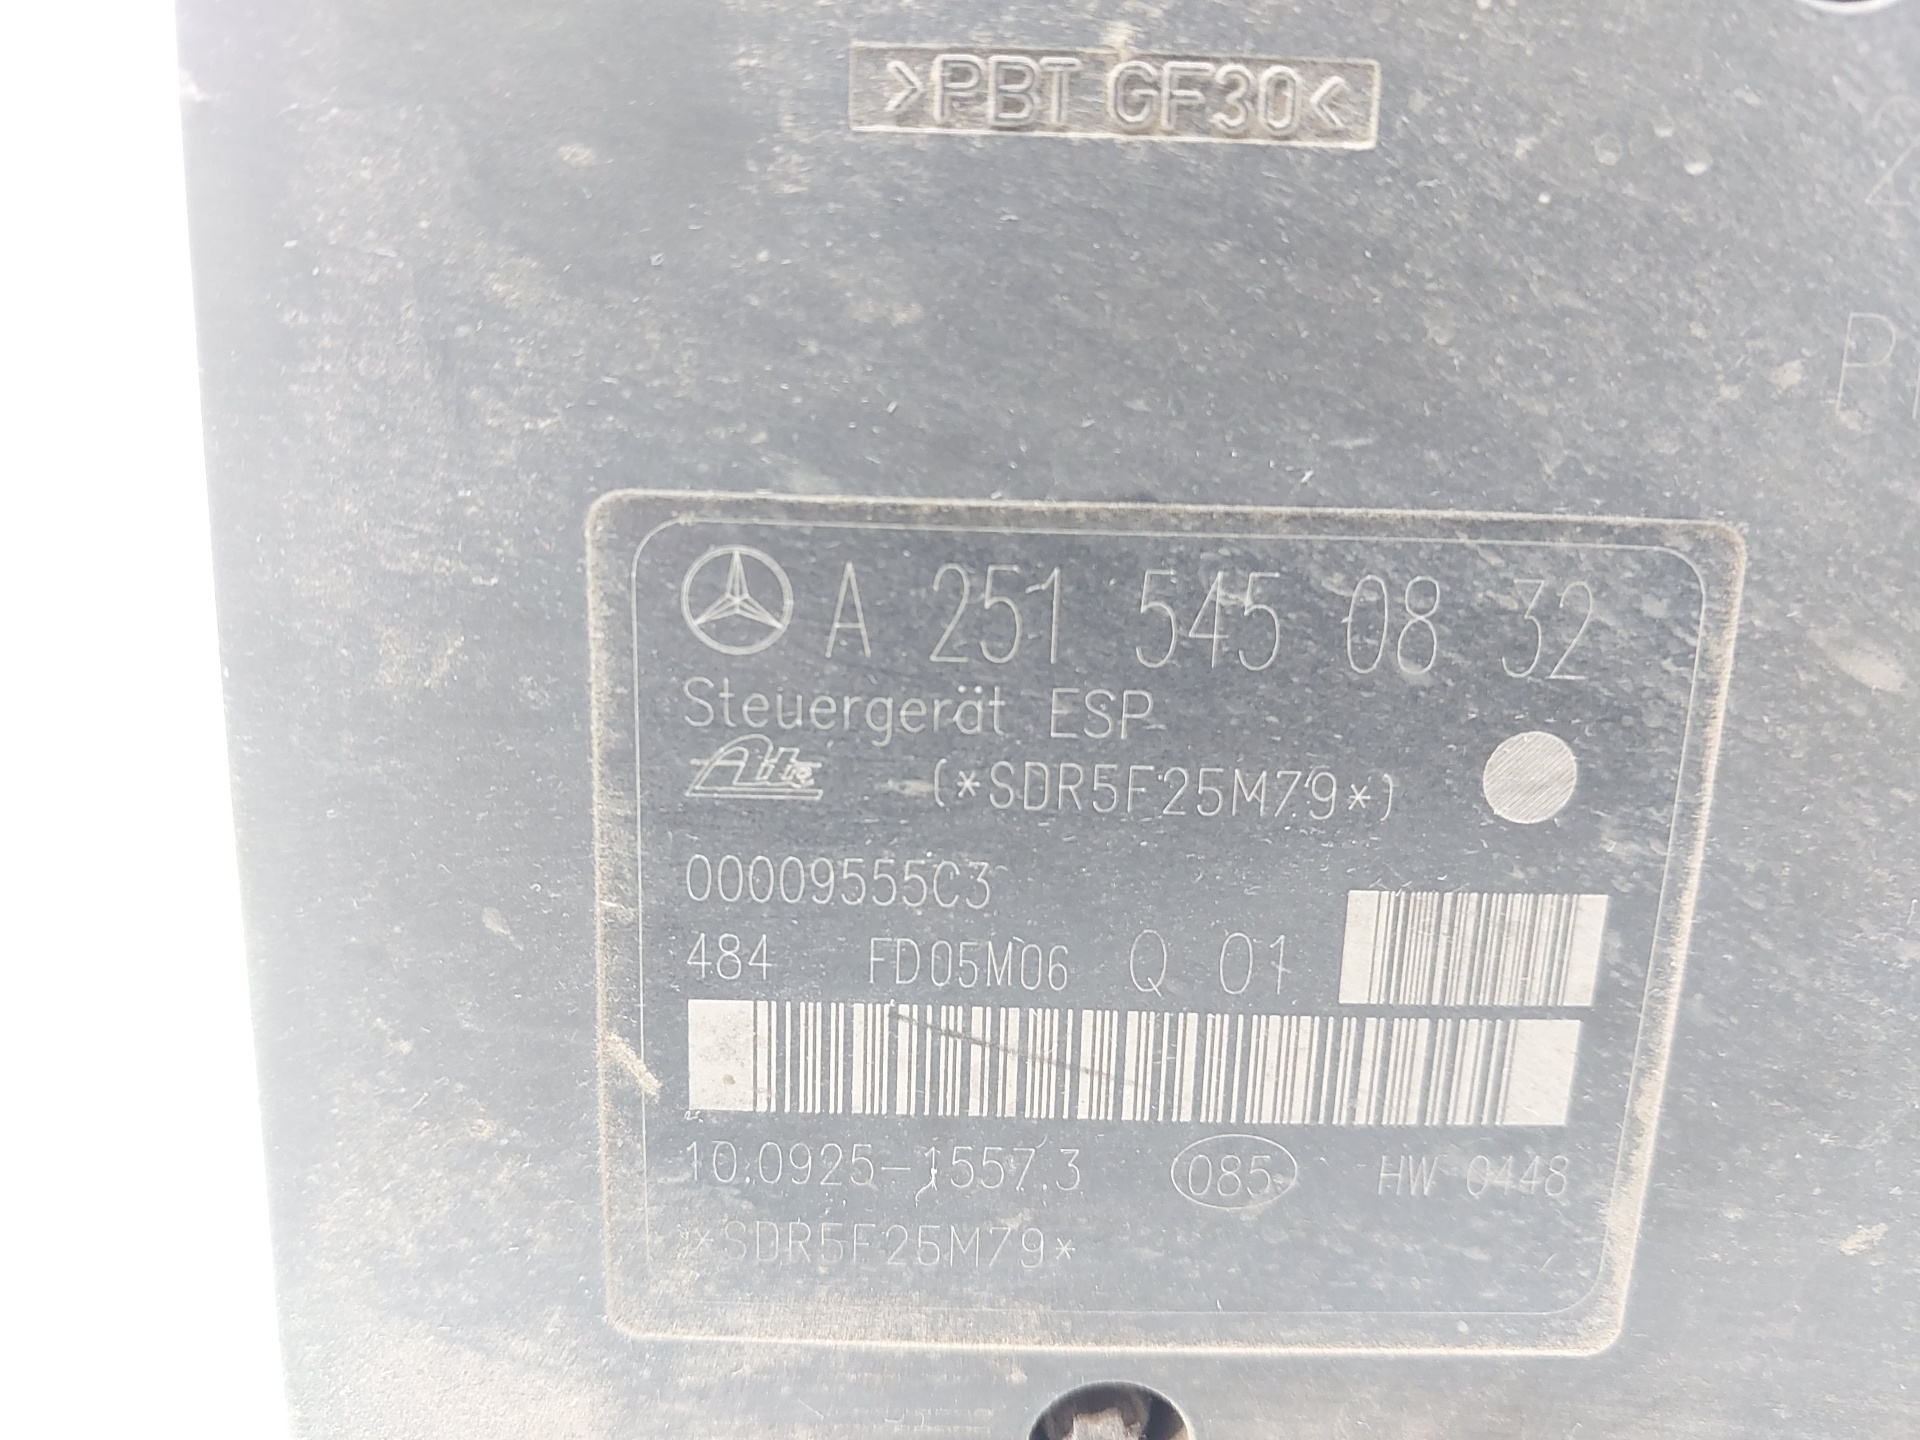 >PBT GF30<
A 251 545 08 32
Steuergerät ESP
Ate (*SDR5F25M79*)
00009555C3
484 FD05M06 Q 01
10.0925-1557.3 085 HW 0448
*SDR5F25M79*